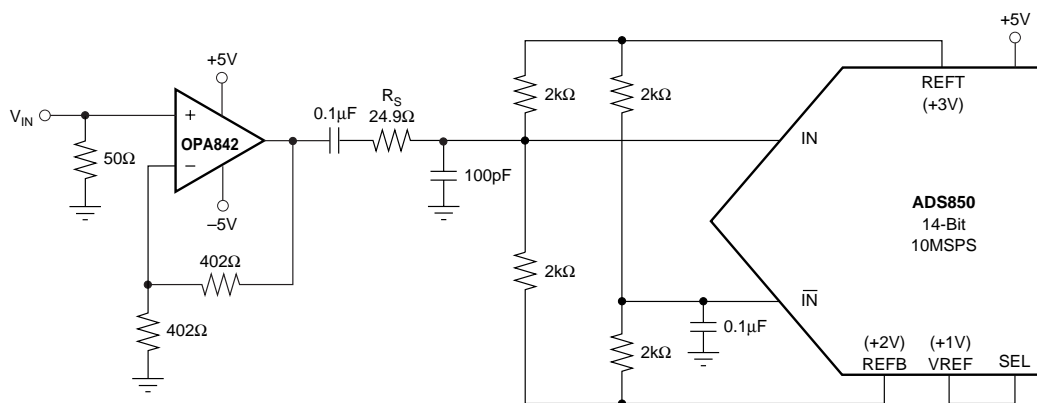 +5V
+5V
REFT
(+3V)
2kΩ
2kΩ
R_S
24.9Ω
0.1µF
V_IN
+
OPA842
−
IN
50Ω
100pF
ADS850
14-Bit
10MSPS
–5V
402Ω
2kΩ
IN̅
402Ω
0.1µF
2kΩ
(+2V)
REFB
(+1V)
VREF
SEL